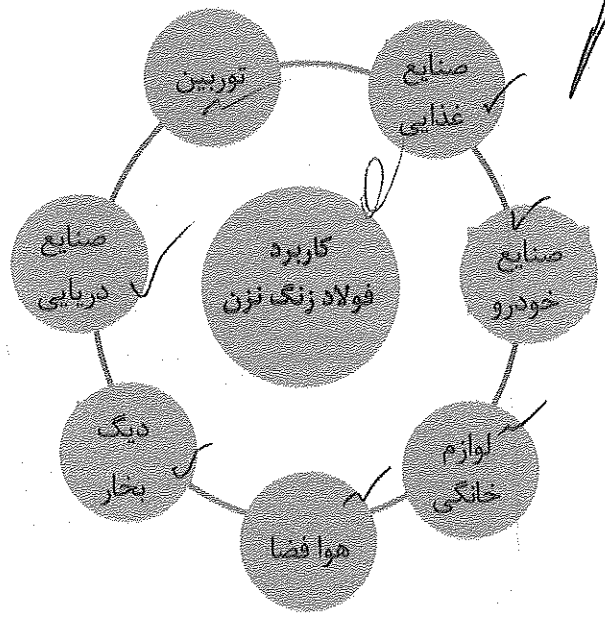 کاربرد
فولاد زنگ نزن
صنایع
غذایی
صنایع
خودرو
لوازم
خانگی
هوا فضا
دیگ
بخار
صنایع
دریایی
توربین